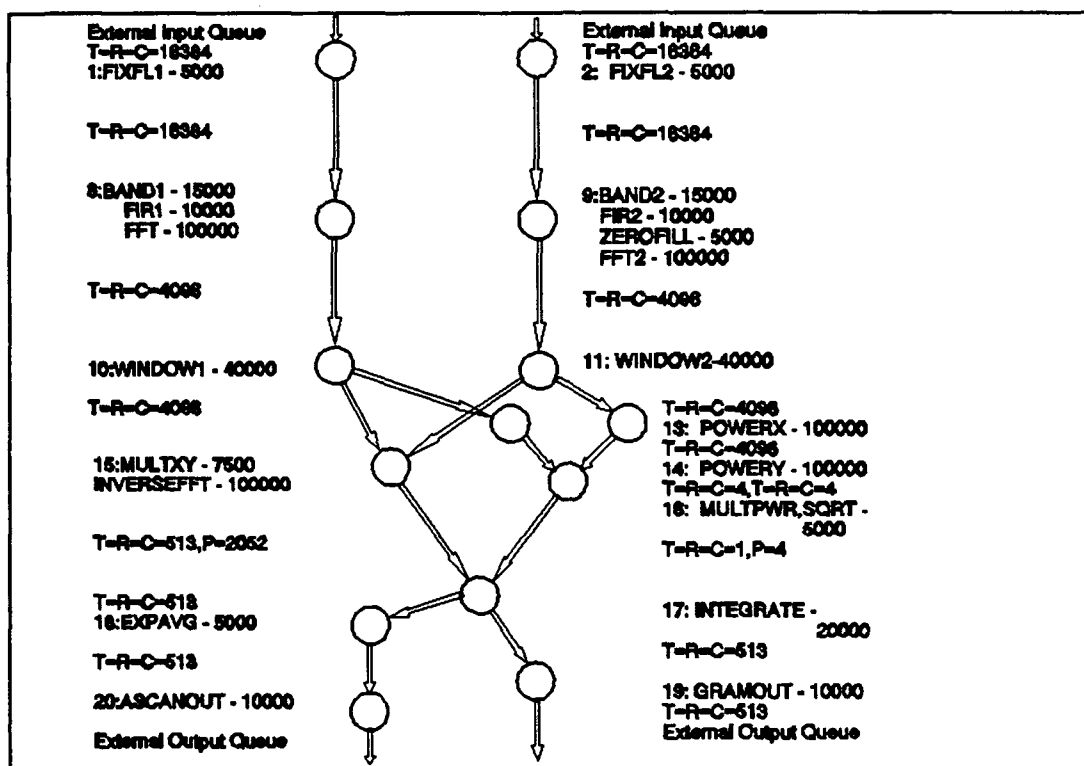 External Input Queue
T=R=C=16384
1:FIXFL1 - 5000
T=R=C=16384
8:BAND1 - 15000
FIR1 - 10000
FFT - 100000
T=R=C=4096
10:WINDOW1 - 40000
T=R=C=4096
15:MULTXY - 7500
INVERSEFFT - 100000
T=R=C=513,P=2052
T=R=C=513
18:EXPAVG - 5000
T=R=C=513
20:ASCANOUT - 10000
External Output Queue
External Input Queue
T=R=C=16384
2: FIXFL2 - 5000
T=R=C=16384
9:BAND2 - 15000
FIR2 - 10000
ZEROFILL - 5000
FFT2 - 100000
T=R=C=4096
11: WINDOW2-40000
T=R=C=4096
13: POWERX - 100000
T=R=C=4096
14: POWERY - 100000
T=R=C=4,T=R=C=4
16: MULTPWR,SQRT -
5000
T=R=C=1,P=4
17: INTEGRATE -
20000
T=R=C=513
19: GRAMOUT - 10000
T=R=C=513
External Output Queue